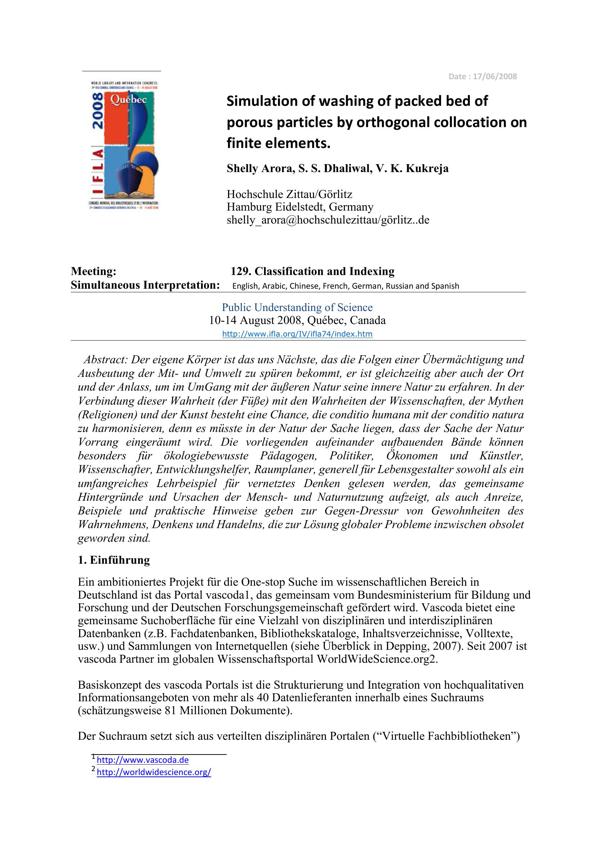 Date : 17/06/2008
WORLD LIBRARY AND INFORMATION CONGRESS:
Québec
IFLA 2008
Simulation of washing of packed bed of
porous particles by orthogonal collocation on
finite elements.
Shelly Arora, S. S. Dhaliwal, V. K. Kukreja
Hochschule Zittau/Görlitz
Hamburg Eidelstedt, Germany
shelly_arora@hochschulezittau/görlitz..de
Meeting: 129. Classification and Indexing
Simultaneous Interpretation: English, Arabic, Chinese, French, German, Russian and Spanish
Public Understanding of Science
10-14 August 2008, Québec, Canada
http://www.ifla.org/IV/ifla74/index.htm
Abstract: Der eigene Körper ist das uns Nächste, das die Folgen einer Übermächtigung und
Ausbeutung der Mit- und Umwelt zu spüren bekommt, er ist gleichzeitig aber auch der Ort
und der Anlass, um im UmGang mit der äußeren Natur seine innere Natur zu erfahren. In der
Verbindung dieser Wahrheit (der Füße) mit den Wahrheiten der Wissenschaften, der Mythen
(Religionen) und der Kunst besteht eine Chance, die conditio humana mit der conditio natura
zu harmonisieren, denn es müsste in der Natur der Sache liegen, dass der Sache der Natur
Vorrang eingeräumt wird. Die vorliegenden aufeinander aufbauenden Bände können
besonders für ökologiebewusste Pädagogen, Politiker, Ökonomen und Künstler,
Wissenschafter, Entwicklungshelfer, Raumplaner, generell für Lebensgestalter sowohl als ein
umfangreiches Lehrbeispiel für vernetztes Denken gelesen werden, das gemeinsame
Hintergründe und Ursachen der Mensch- und Naturnutzung aufzeigt, als auch Anreize,
Beispiele und praktische Hinweise geben zur Gegen-Dressur von Gewohnheiten des
Wahrnehmens, Denkens und Handelns, die zur Lösung globaler Probleme inzwischen obsolet
geworden sind.
1. Einführung
Ein ambitioniertes Projekt für die One-stop Suche im wissenschaftlichen Bereich in
Deutschland ist das Portal vascoda1, das gemeinsam vom Bundesministerium für Bildung und
Forschung und der Deutschen Forschungsgemeinschaft gefördert wird. Vascoda bietet eine
gemeinsame Suchoberfläche für eine Vielzahl von disziplinären und interdisziplinären
Datenbanken (z.B. Fachdatenbanken, Bibliothekskataloge, Inhaltsverzeichnisse, Volltexte,
usw.) und Sammlungen von Internetquellen (siehe Überblick in Depping, 2007). Seit 2007 ist
vascoda Partner im globalen Wissenschaftsportal WorldWideScience.org2.
Basiskonzept des vascoda Portals ist die Strukturierung und Integration von hochqualitativen
Informationsangeboten von mehr als 40 Datenlieferanten innerhalb eines Suchraums
(schätzungsweise 81 Millionen Dokumente).
Der Suchraum setzt sich aus verteilten disziplinären Portalen (“Virtuelle Fachbibliotheken”)
1 http://www.vascoda.de
2 http://worldwidescience.org/